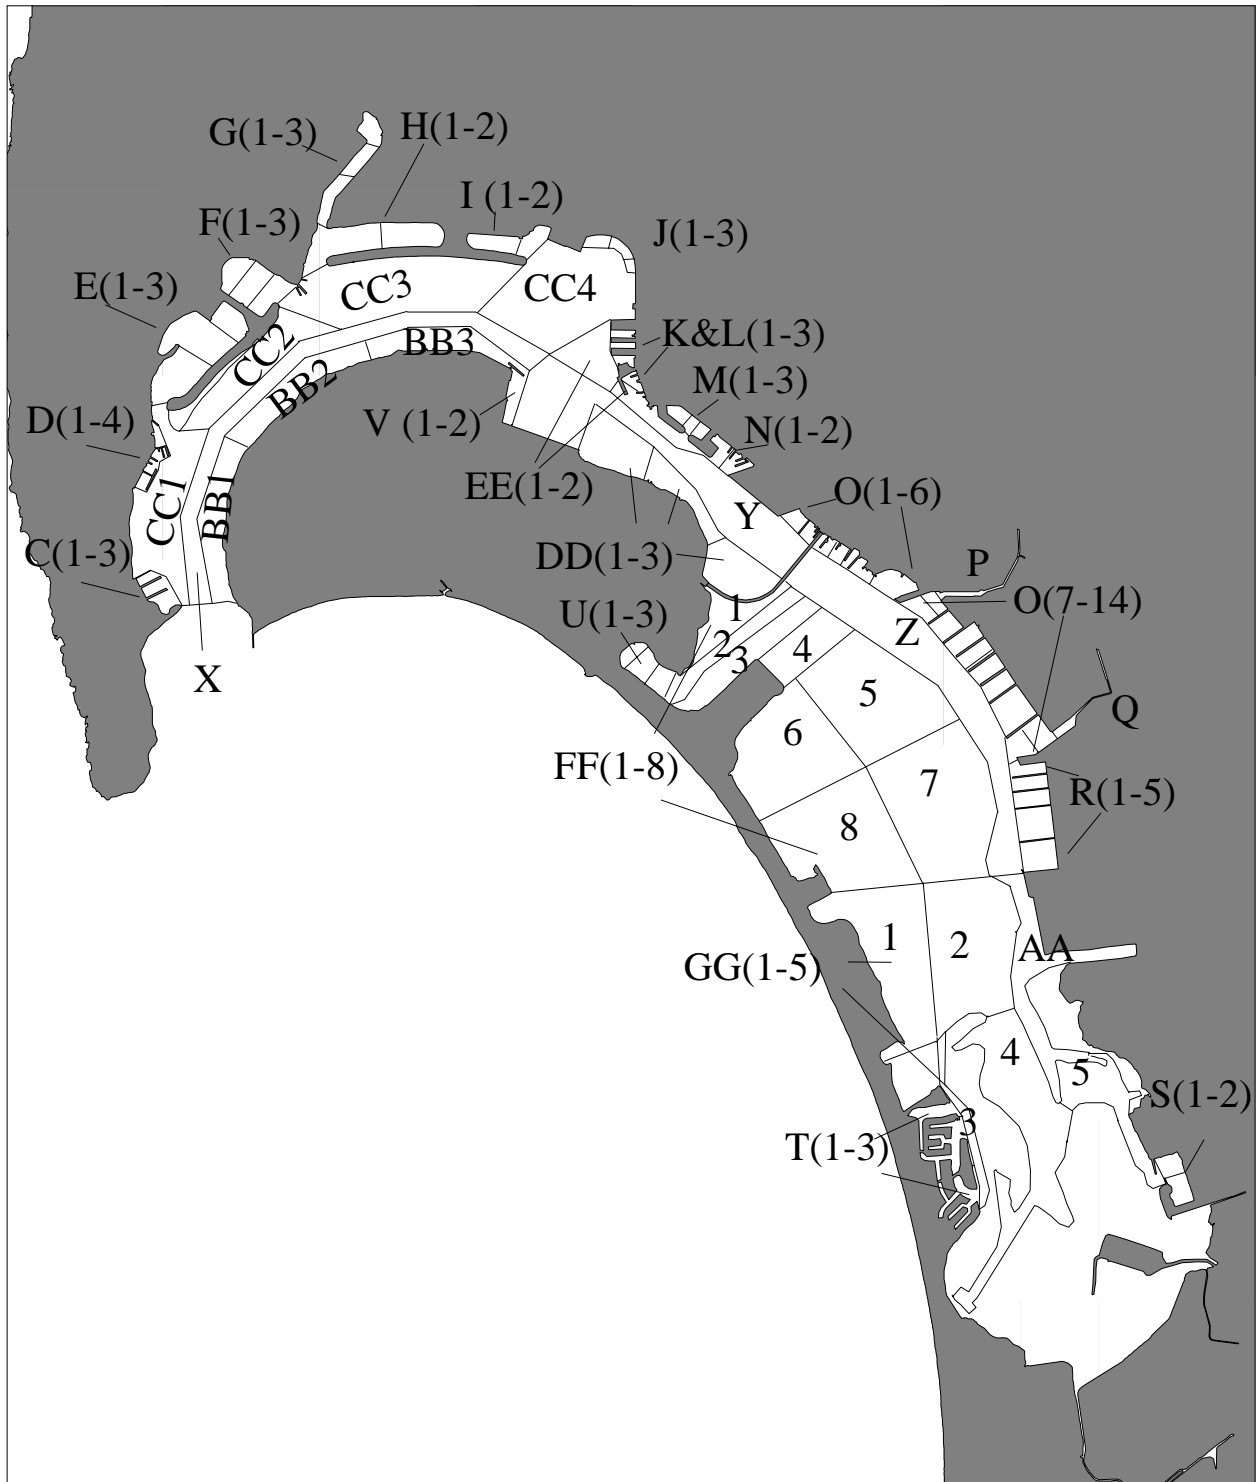 G(1-3)
H(1-2)
I (1-2)
F(1-3)
J(1-3)
E(1-3)
CC3
CC4
K&L(1-3)
CC2
BB3
BB2
M(1-3)
D(1-4)
V (1-2)
N(1-2)
EE(1-2)
O(1-6)
CC1
BB1
Y
C(1-3)
DD(1-3)
P
U(1-3)
1
O(7-14)
2
3
4
Z
X
5
Q
6
FF(1-8)
7
R(1-5)
8
1
2
AA
GG(1-5)
4
5
S(1-2)
3
T(1-3)